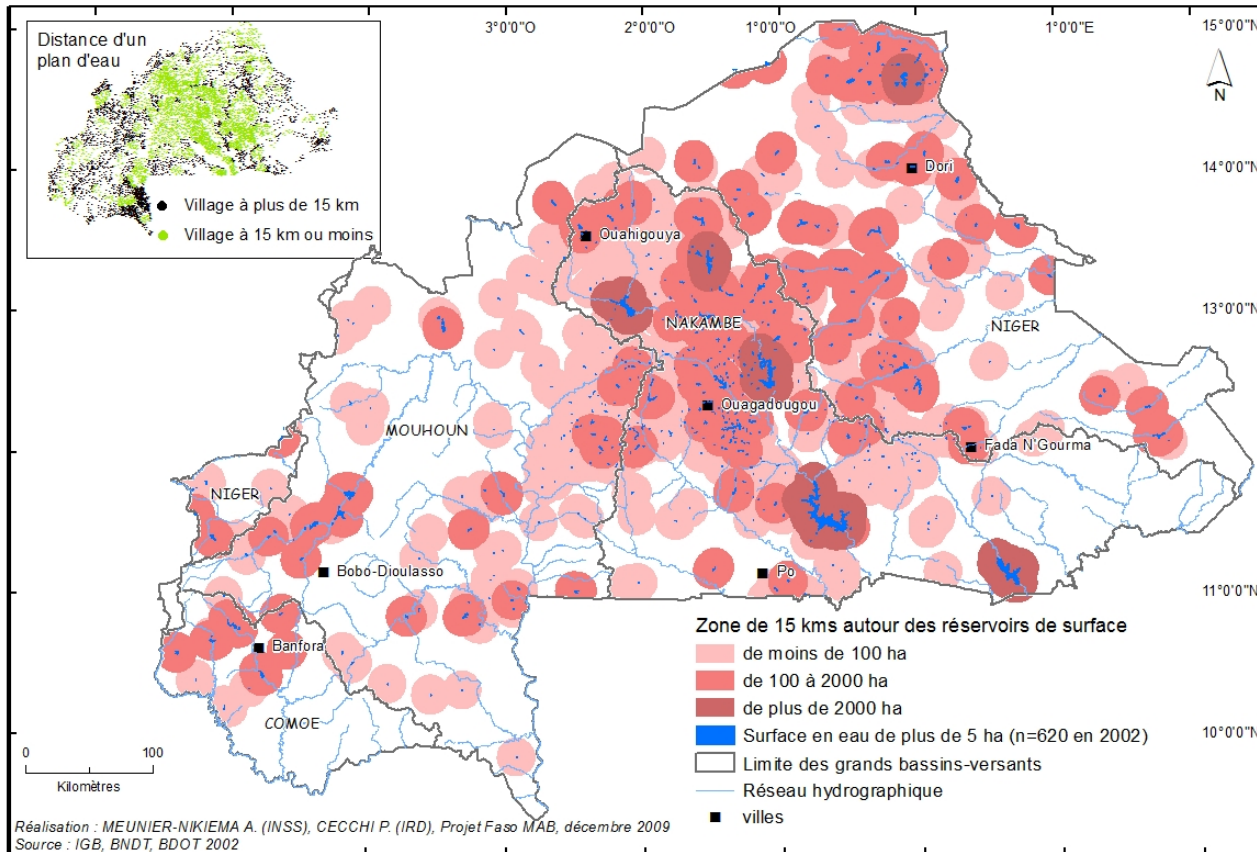 Distance d'un
plan d'eau
Village à plus de 15 km
Village à 15 km ou moins
3°0'0"O
2°0'0"O
1°0'0"O
0°0'0"
1°0'0"E
15°0'0"N
N
14°0'0"N
Dori
Ouahigouya
13°0'0"N
NAKAMBE
NIGER
Ouagadougou
MOUHOUN
Fada N'Gourma
NIGER
Bobo-Dioulasso
Po
11°0'0"N
Banfora
COMOE
10°0'0"N
Zone de 15 kms autour des réservoirs de surface
de moins de 100 ha
de 100 à 2000 ha
de plus de 2000 ha
Surface en eau de plus de 5 ha (n=620 en 2002)
Limite des grands bassins-versants
Réseau hydrographique
villes
0 100
Kilomètres
Réalisation : MEUNIER-NIKIEMA A. (INSS), CECCHI P. (IRD), Projet Faso MAB, décembre 2009
Source : IGB, BNDT, BDOT 2002